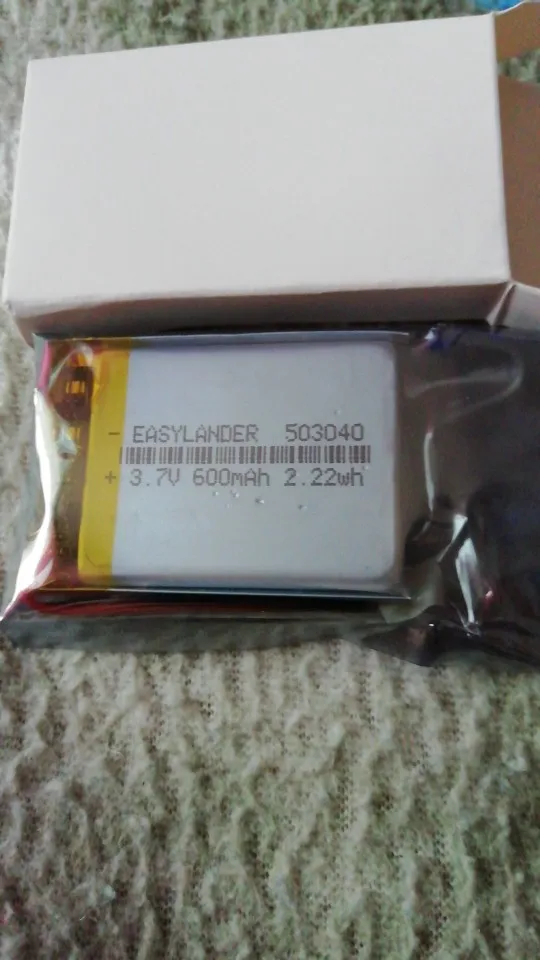 - EASYLANDER 503040
+ 3.7V 600mAh 2.22wh